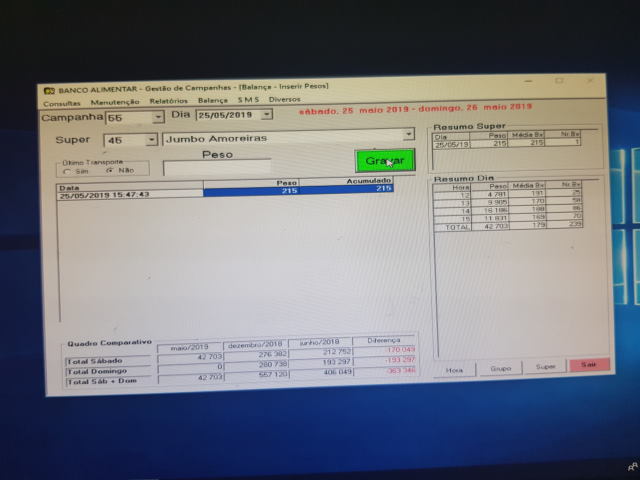 BANCO ALIMENTAR - Gestão de Campanhas - [Balança - Inserir Pesos]
Consultas Manutenção Relatórios Balança S M S Diversos
Campanha 55 Dia 25/05/2019 sábado, 25 maio 2019 - domingo, 26 maio 2019
Super 45 Jumbo Amoreiras
Último Transporte Peso
Sim Não Gravar
Data Peso Acumulado
25/05/2019 15:47:43 215 215
Resumo Super
Dia Peso Média Bx Nr.Bx
25/05/19 215 215 1
Resumo Dia
Hora Peso Média Bx Nr.Bx
12 4 781 191 25
13 9 905 170 58
14 16 186 188 86
15 11 831 169 70
TOTAL 42 703 179 239
Quadro Comparativo maio/2019 dezembro/2018 junho/2018 Diferença
Total Sábado 42 703 276 382 212 752 -170 049
Total Domingo 0 280 738 193 297 -193 297
Total Sáb + Dom 42 703 557 120 406 049 -363 346
Hora Grupo Super Sair